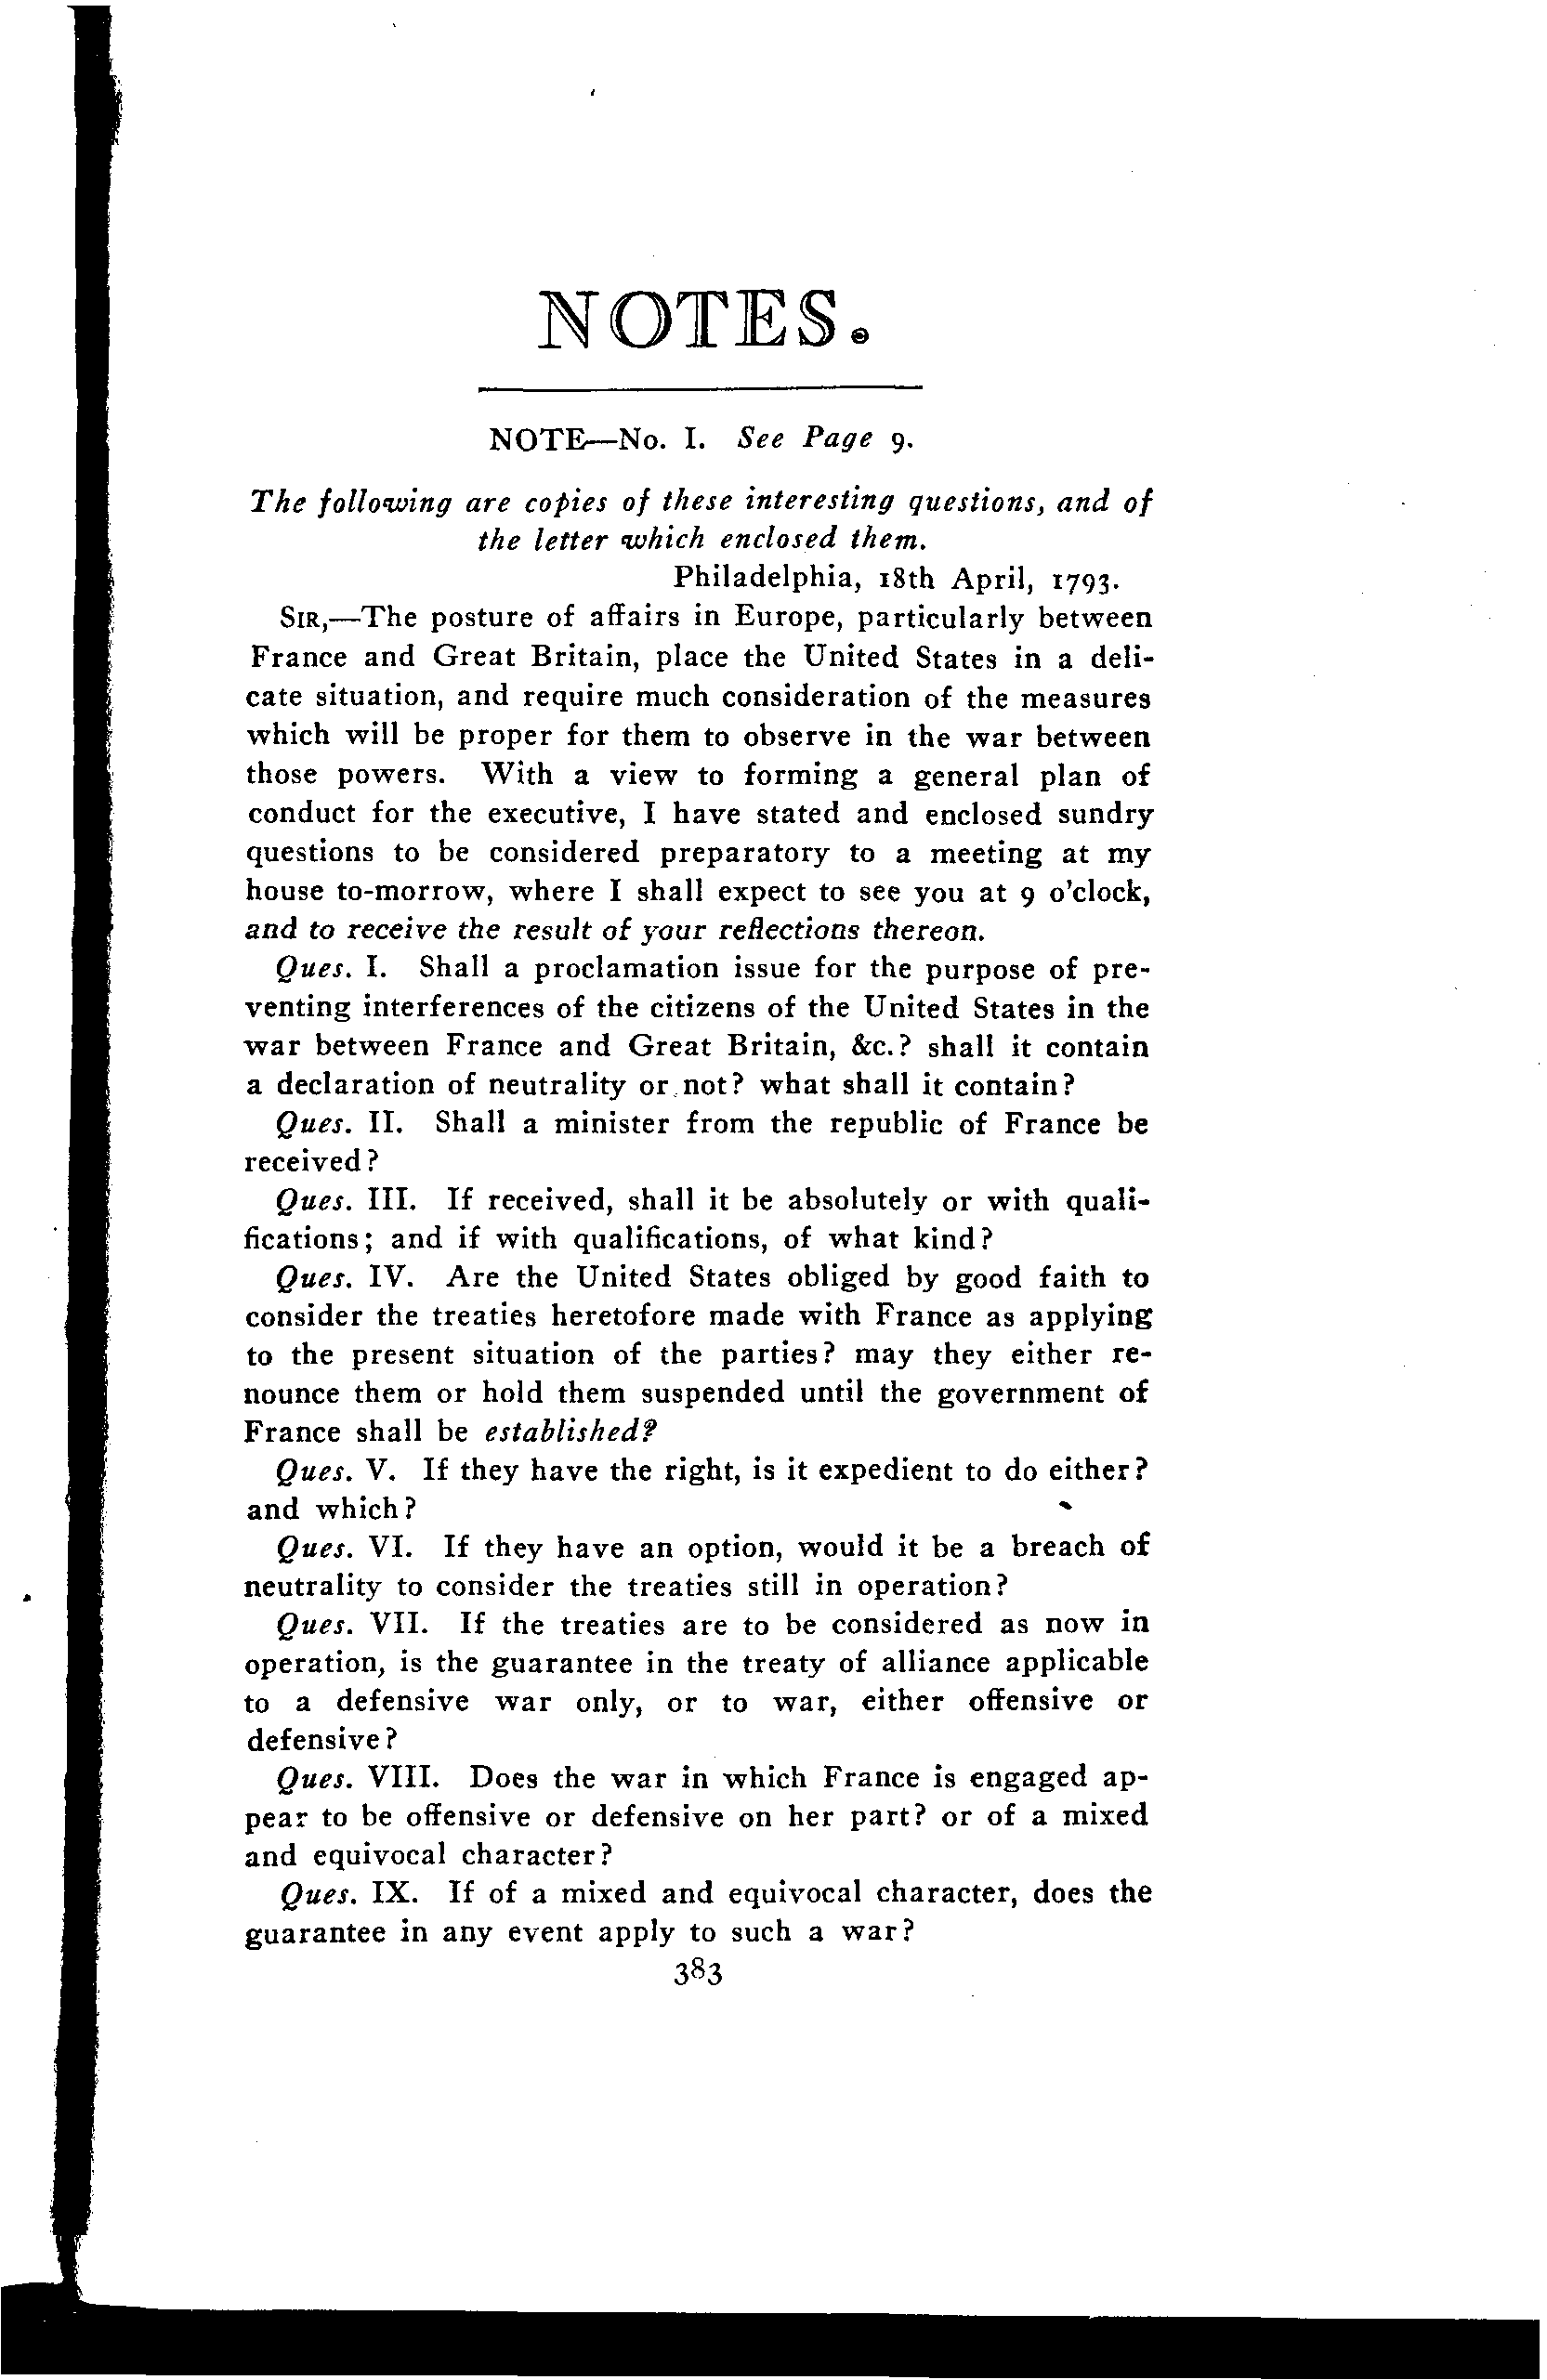 NOTES.
NOTE—No. I. See Page 9.
The following are copies of these interesting questions, and of
the letter which enclosed them.
Philadelphia, 18th April, 1793.
SIR,—The posture of affairs in Europe, particularly between
France and Great Britain, place the United States in a deli-
cate situation, and require much consideration of the measures
which will be proper for them to observe in the war between
those powers. With a view to forming a general plan of
conduct for the executive, I have stated and enclosed sundry
questions to be considered preparatory to a meeting at my
house to-morrow, where I shall expect to see you at 9 o'clock,
and to receive the result of your reflections thereon.
Ques. I. Shall a proclamation issue for the purpose of pre-
venting interferences of the citizens of the United States in the
war between France and Great Britain, &c.? shall it contain
a declaration of neutrality or not? what shall it contain?
Ques. II. Shall a minister from the republic of France be
received?
Ques. III. If received, shall it be absolutely or with quali-
fications; and if with qualifications, of what kind?
Ques. IV. Are the United States obliged by good faith to
consider the treaties heretofore made with France as applying
to the present situation of the parties? may they either re-
nounce them or hold them suspended until the government of
France shall be established?
Ques. V. If they have the right, is it expedient to do either?
and which?
Ques. VI. If they have an option, would it be a breach of
neutrality to consider the treaties still in operation?
Ques. VII. If the treaties are to be considered as now in
operation, is the guarantee in the treaty of alliance applicable
to a defensive war only, or to war, either offensive or
defensive?
Ques. VIII. Does the war in which France is engaged ap-
pear to be offensive or defensive on her part? or of a mixed
and equivocal character?
Ques. IX. If of a mixed and equivocal character, does the
guarantee in any event apply to such a war?
383